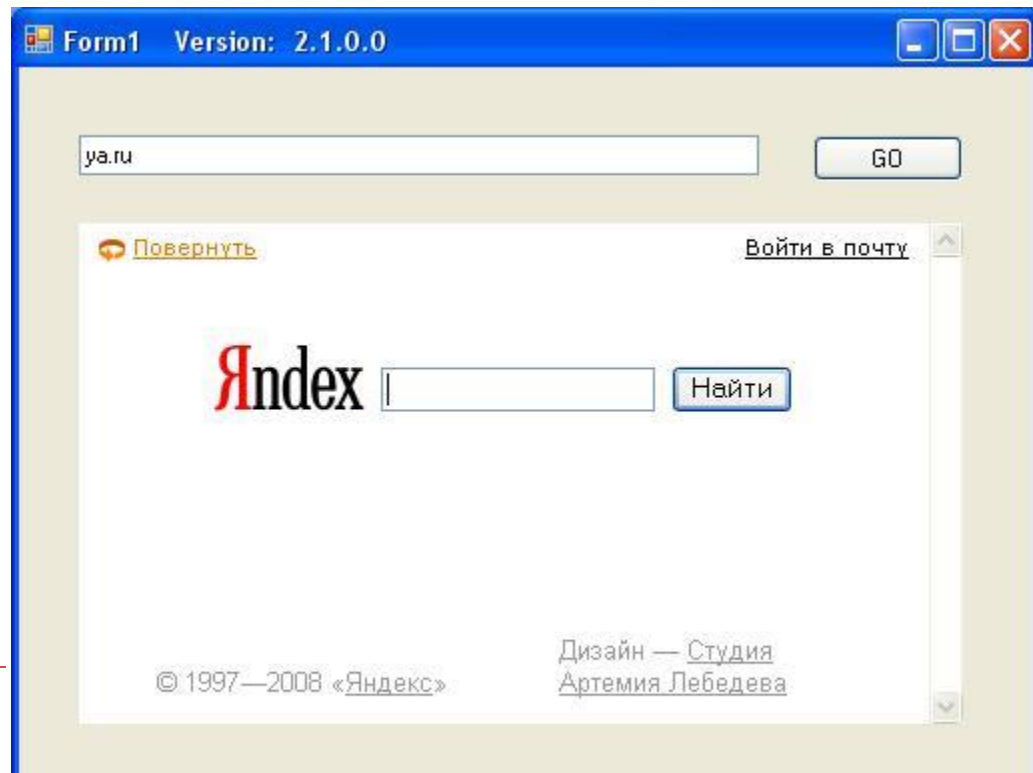 Form1 Version: 2.1.0.0
ya.ru GO
Повернуть Войти в почту
Яndex Найти
Дизайн — Студия
© 1997—2008 «Яндекс» Артемия Лебедева